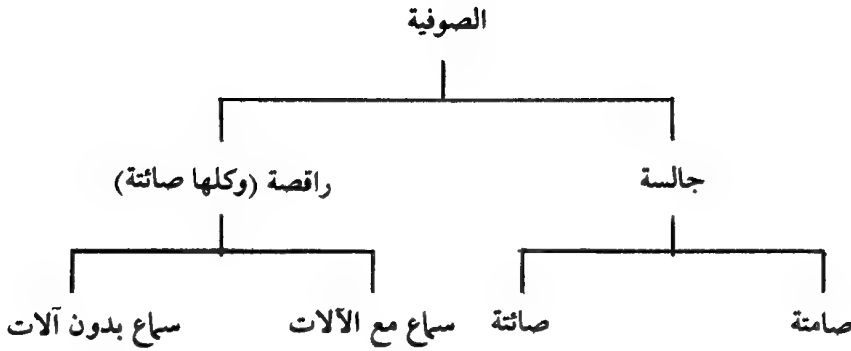 الصوفية
جالسة
راقصة (وكلها صائتة)
صامتة
صائتة
سماع مع الآلات
سماع بدون آلات